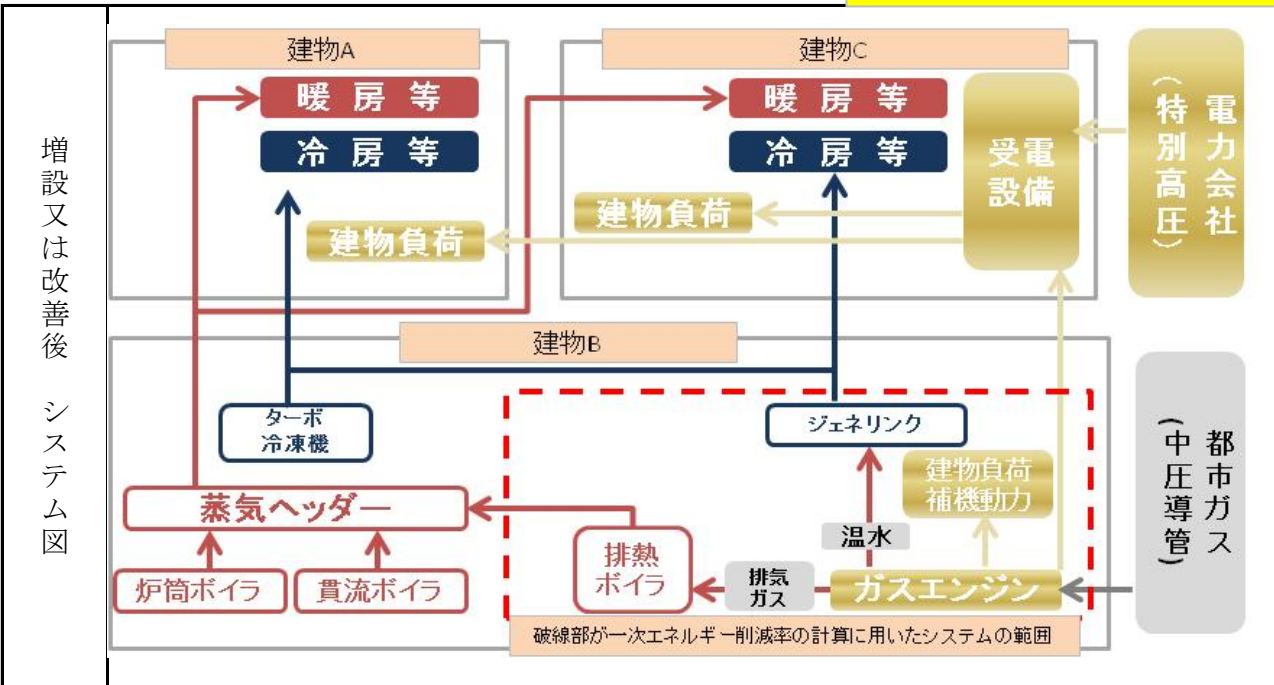 増設又は改善後　システム図
建物A
暖房等
冷房等
建物負荷
建物C
暖房等
冷房等
建物負荷
受電
設備
電力会社
(特別高圧)
建物B
ターボ
冷凍機
ジェネリンク
蒸気ヘッダー
炉筒ボイラ
貫流ボイラ
排熱
ボイラ
排気
ガス
温水
建物負荷
補機動力
ガスエンジン
都市ガス
(中圧導管)
破線部が一次エネルギー削減率の計算に用いたシステムの範囲